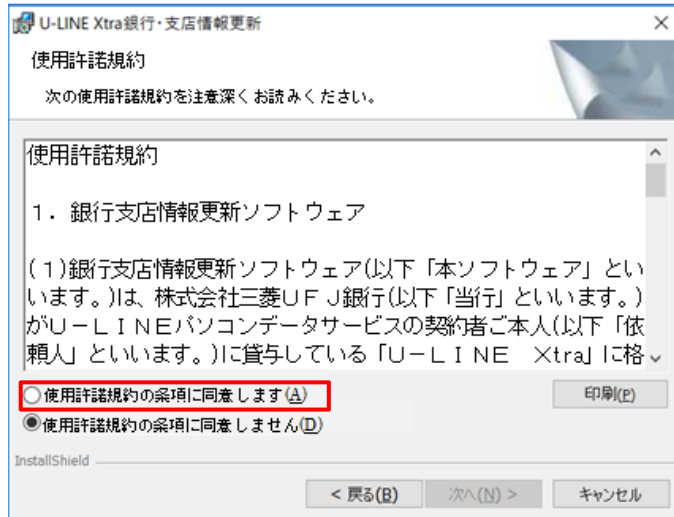 U-LINE Xtra銀行・支店情報更新
使用許諾規約
次の使用許諾規約を注意深くお読みください。
使用許諾規約
１．銀行支店情報更新ソフトウェア
(１)銀行支店情報更新ソフトウェア(以下「本ソフトウェア」とい
います。)は、株式会社三菱ＵＦＪ銀行(以下「当行」といいます。)
がＵ－ＬＩＮＥパソコンデータサービスの契約者ご本人(以下「依
頼人」といいます。)に貸与している「Ｕ－ＬＩＮＥ　Ｘtra」に格
使用許諾規約の条項に同意します(A)
印刷(P)
使用許諾規約の条項に同意しません(D)
InstallShield
< 戻る(B)
次へ(N) >
キャンセル